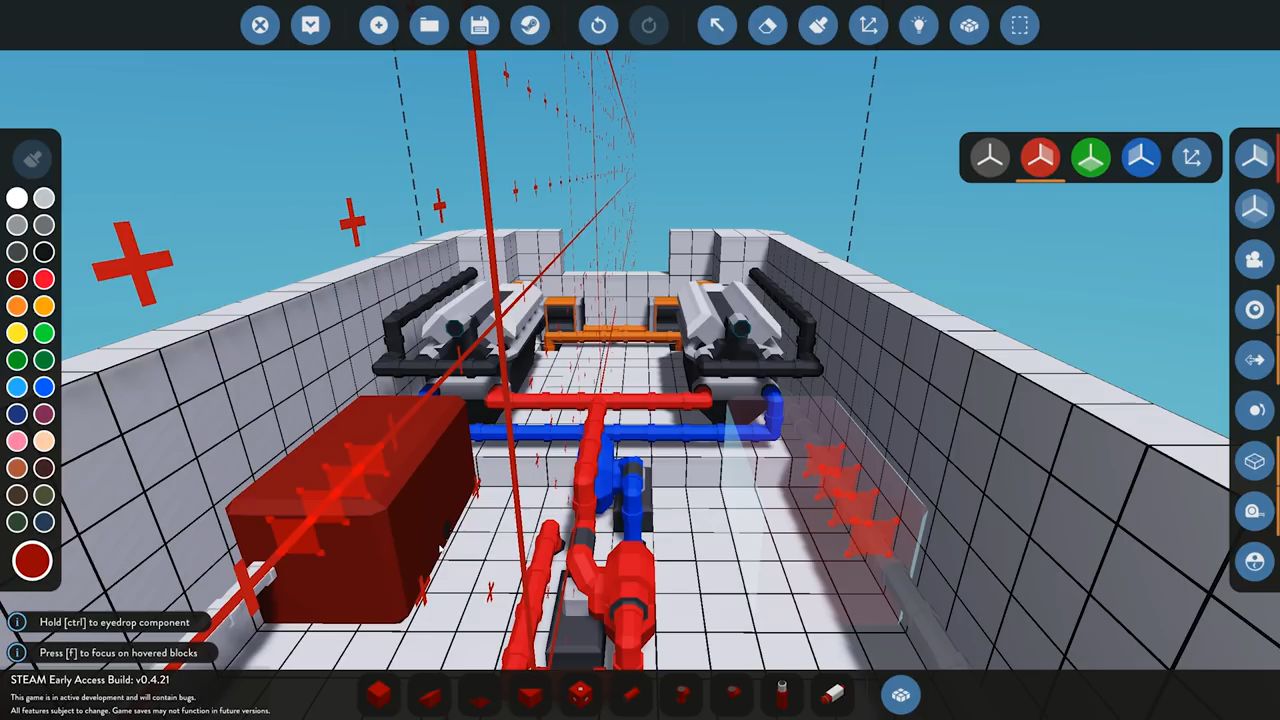 Hold [ctrl] to eyedrop component
Press [f] to focus on hovered blocks
STEAM Early Access Build: v0.4.21
This game is in active development and will contain bugs.
All features subject to change. Game saves may not function in future versions.